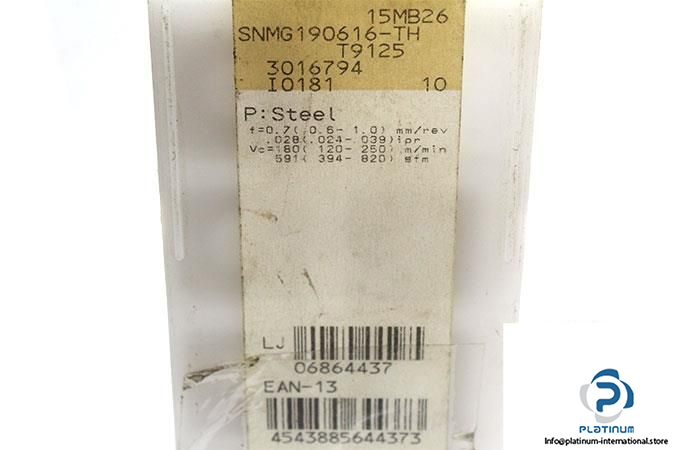 15MB26
SNMG190616-TH
T9125
3016794
I0181 10
P:Steel
f=0.7( 0.6- 1.0) mm/rev
.028(.024- .039)ipr
Vc=180( 120- 250) m/min
591( 394- 820) sfm
LJ
06864437
EAN-13
4543885644373
PLATINUM
Info@platinum-international.store